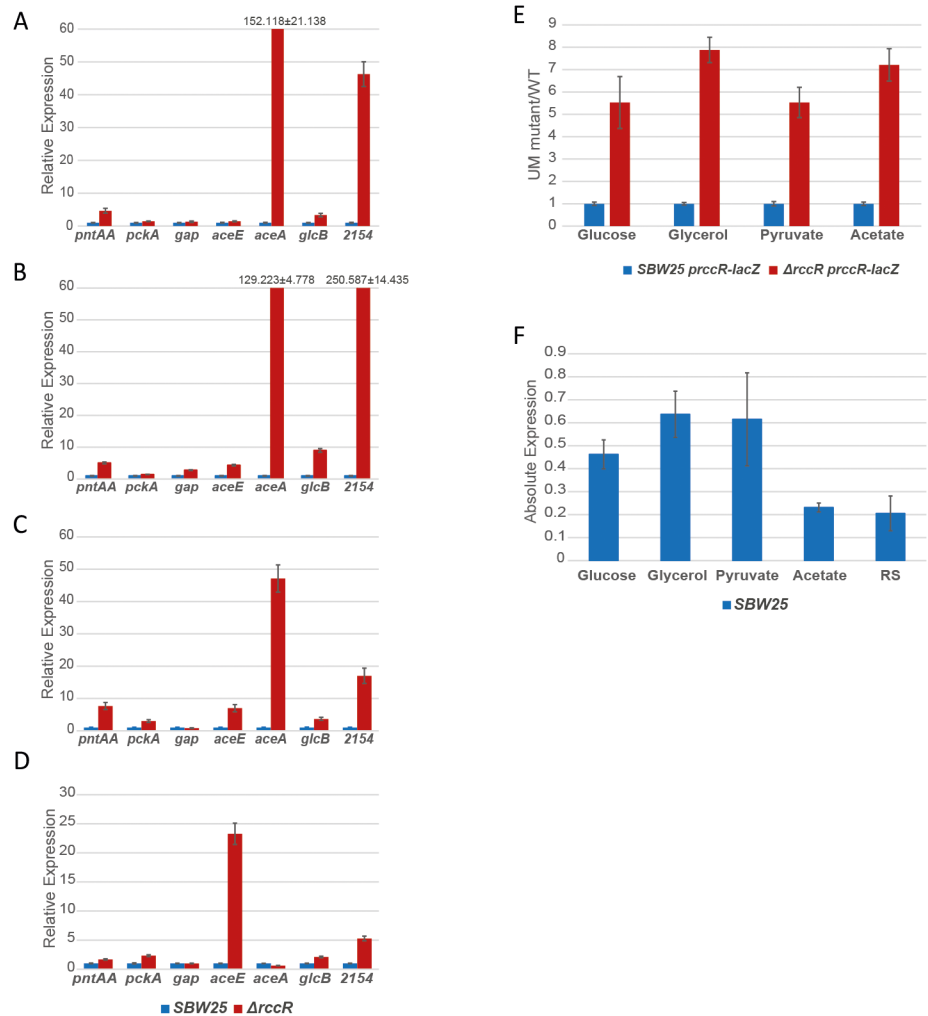 A
152.118±21.138
Relative Expression
60
50
40
30
20
10
0
pntAA pckA gap aceE aceA glcB 2154
B
129.223±4.778 250.587±14.435
Relative Expression
60
50
40
30
20
10
0
pntAA pckA gap aceE aceA glcB 2154
C
Relative Expression
60
50
40
30
20
10
0
pntAA pckA gap aceE aceA glcB 2154
D
Relative Expression
30
25
20
15
10
5
0
pntAA pckA gap aceE aceA glcB 2154
SBW25 ΔrccR
E
UM mutant/WT
9
8
7
6
5
4
3
2
1
0
Glucose Glycerol Pyruvate Acetate
SBW25 prccR-lacZ ΔrccR prccR-lacZ
F
Absolute Expression
0.9
0.8
0.7
0.6
0.5
0.4
0.3
0.2
0.1
0
Glucose Glycerol Pyruvate Acetate RS
SBW25